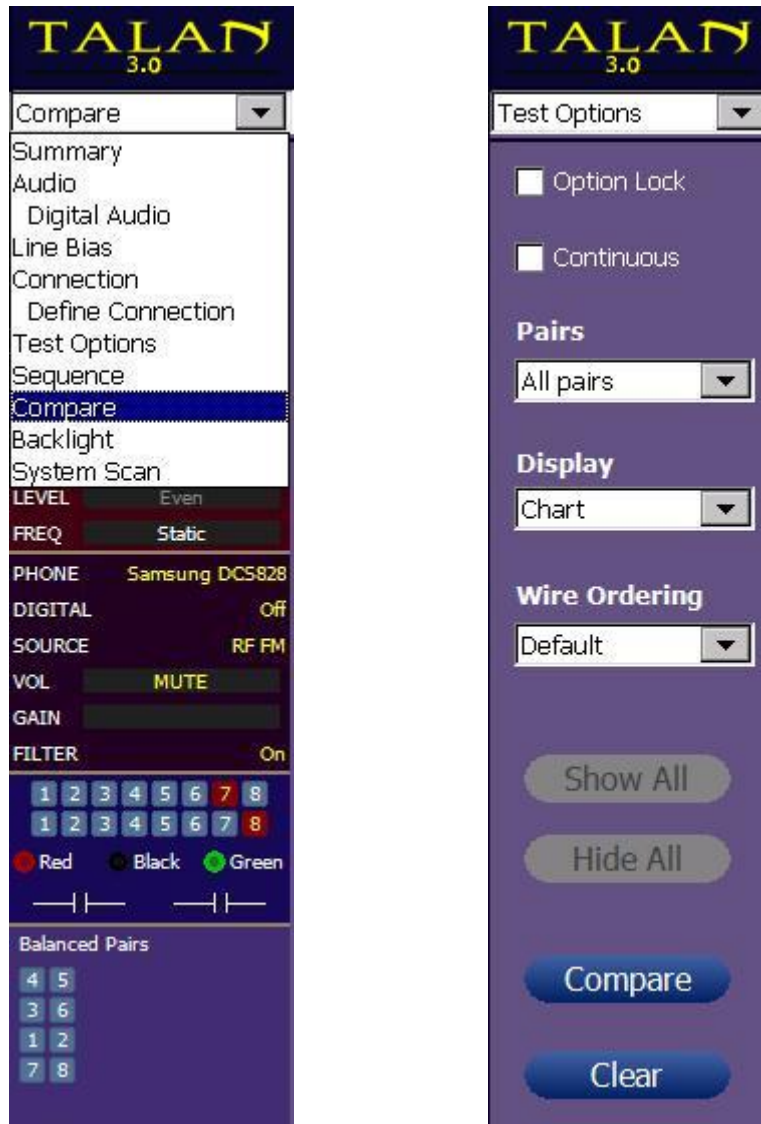 TALAN
3.0
Compare
Summary
Audio
Digital Audio
Line Bias
Connection
Define Connection
Test Options
Sequence
Compare
Backlight
System Scan
LEVEL Even
FREQ Static
PHONE Samsung DCS828
DIGITAL Off
SOURCE RF FM
VOL MUTE
GAIN
FILTER On
1 2 3 4 5 6 7 8
1 2 3 4 5 6 7 8
Red Black Green
Balanced Pairs
4 5
3 6
1 2
7 8
TALAN
3.0
Test Options
Option Lock
Continuous
Pairs
All pairs
Display
Chart
Wire Ordering
Default
Show All
Hide All
Compare
Clear